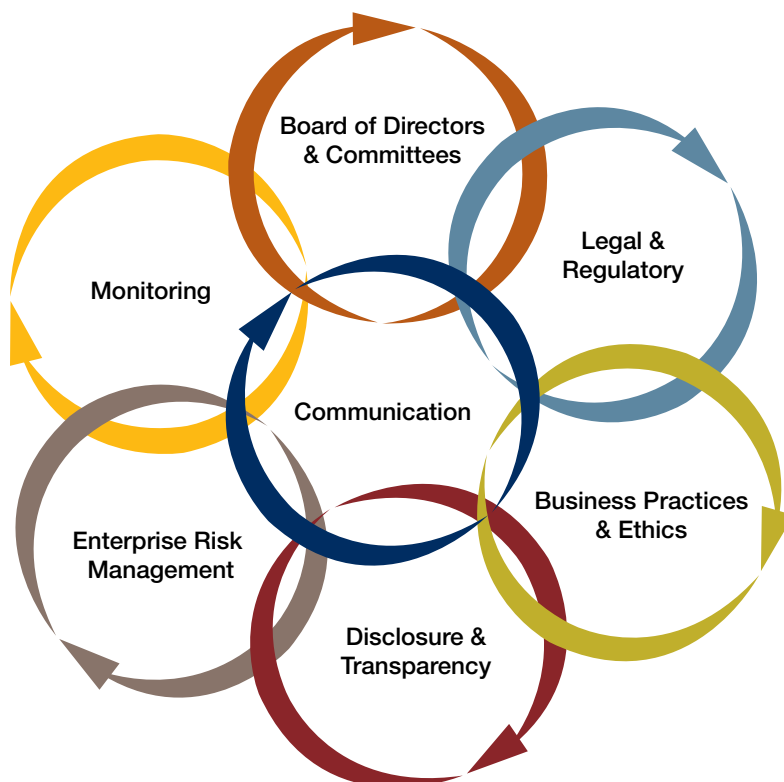 Board of Directors
& Committees
Legal &
Regulatory
Monitoring
Communication
Business Practices
& Ethics
Enterprise Risk
Management
Disclosure &
Transparency